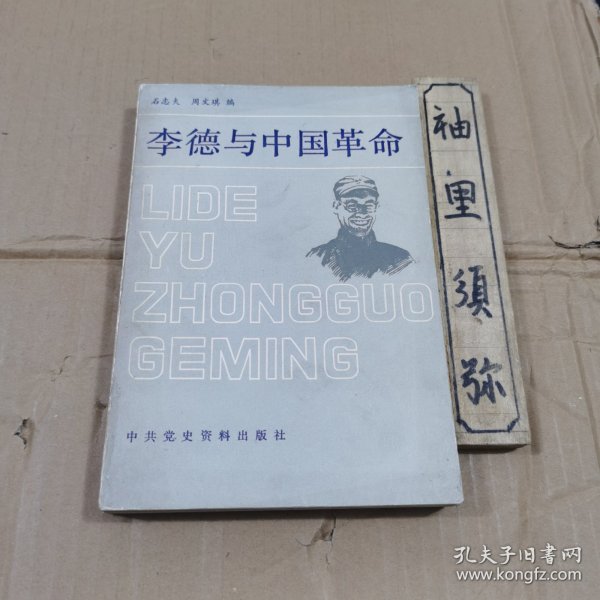 石志夫 周文琪 编
李德与中国革命
LIDE
YU
ZHONGGUO
GEMING
中共党史资料出版社
袖里须弥
孔夫子旧书网
www.kongfz.com